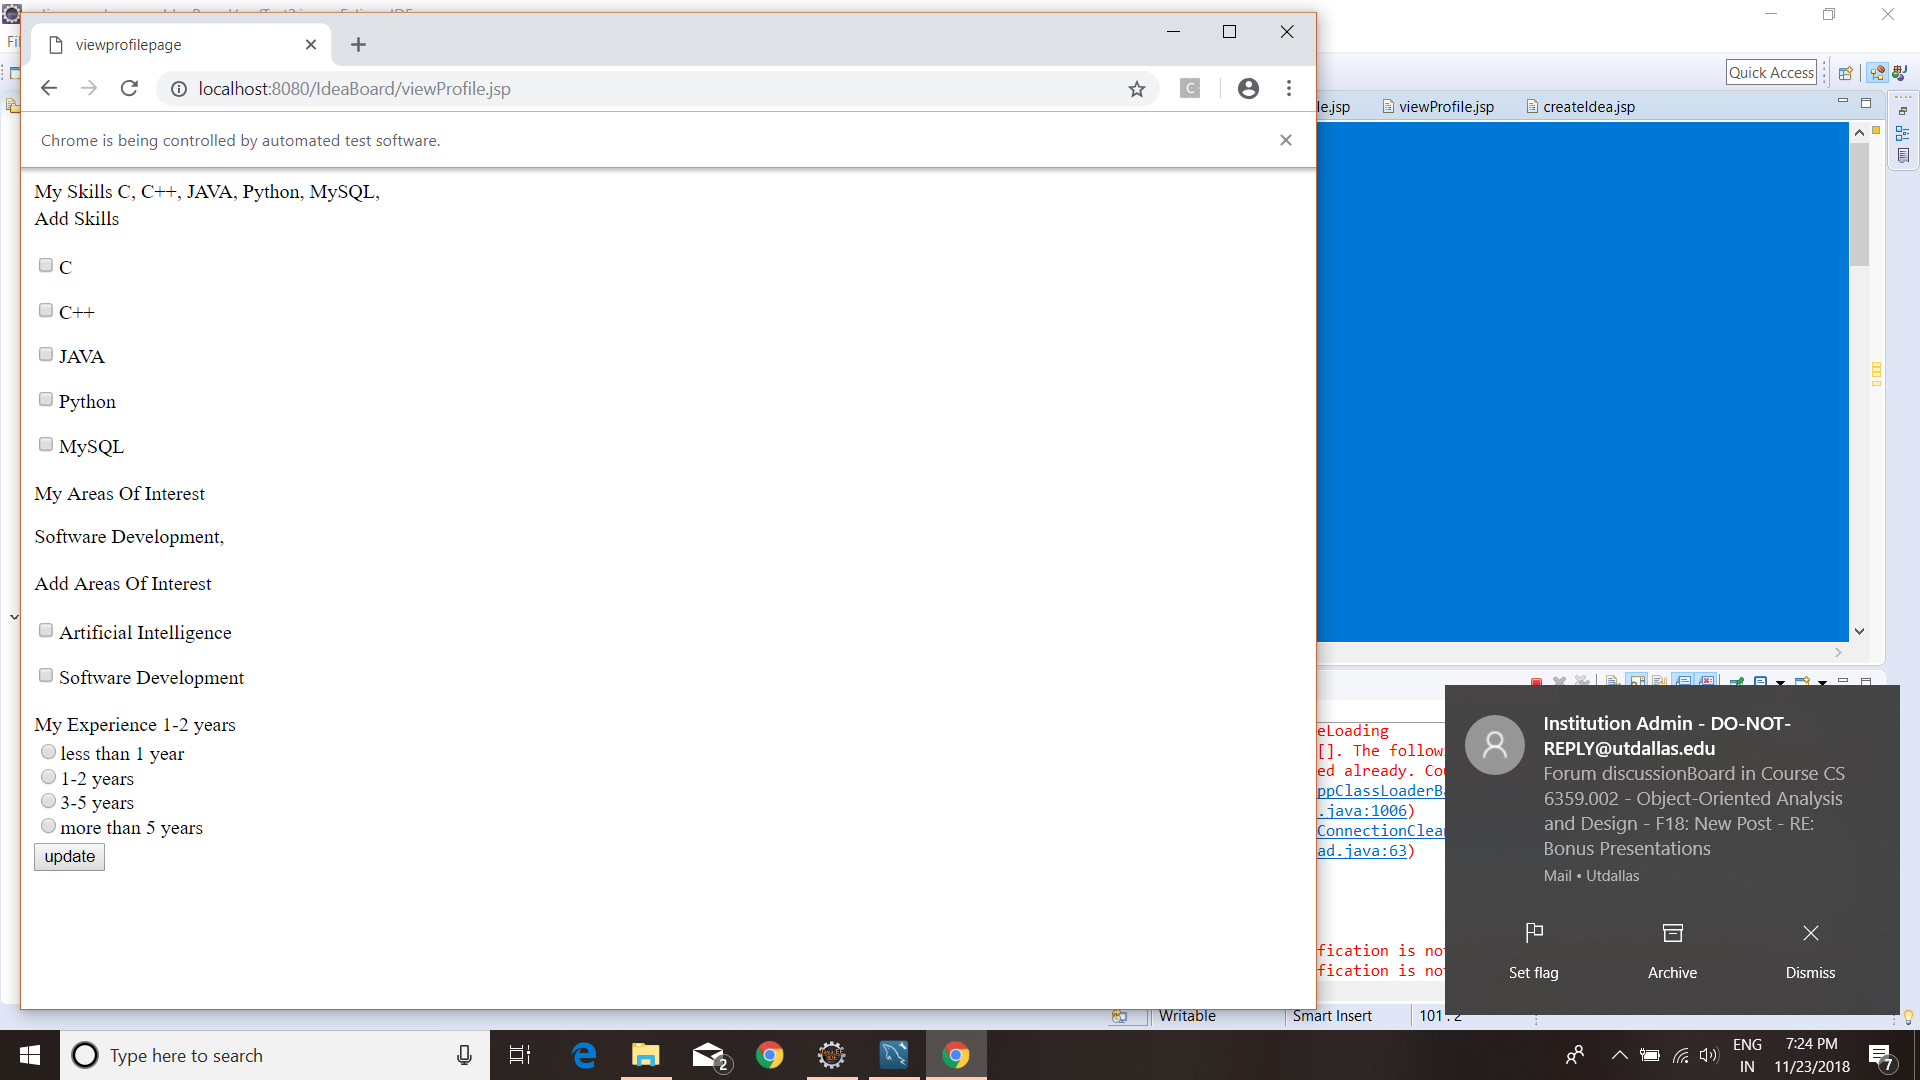 viewprofilepage
localhost:8080/IdeaBoard/viewProfile.jsp
Chrome is being controlled by automated test software.
My Skills C, C++, JAVA, Python, MySQL,
Add Skills
C
C++
JAVA
Python
MySQL
My Areas Of Interest
Software Development,
Add Areas Of Interest
Artificial Intelligence
Software Development
My Experience 1-2 years
less than 1 year
1-2 years
3-5 years
more than 5 years
update
Quick Access
le.jsp
viewProfile.jsp
createIdea.jsp
eLoading
[]. The follow
ed already. Co
ppClassLoaderBa
.java:1006)
ConnectionClean
ad.java:63)
fication is no
fication is no
Institution Admin - DO-NOT-
REPLY@utdallas.edu
Forum discussionBoard in Course CS
6359.002 - Object-Oriented Analysis
and Design - F18: New Post - RE:
Bonus Presentations
Mail • Utdallas
Set flag
Archive
Dismiss
Writable
Smart Insert
101 : 2
Type here to search
2
ENG
IN
7:24 PM
11/23/2018
7